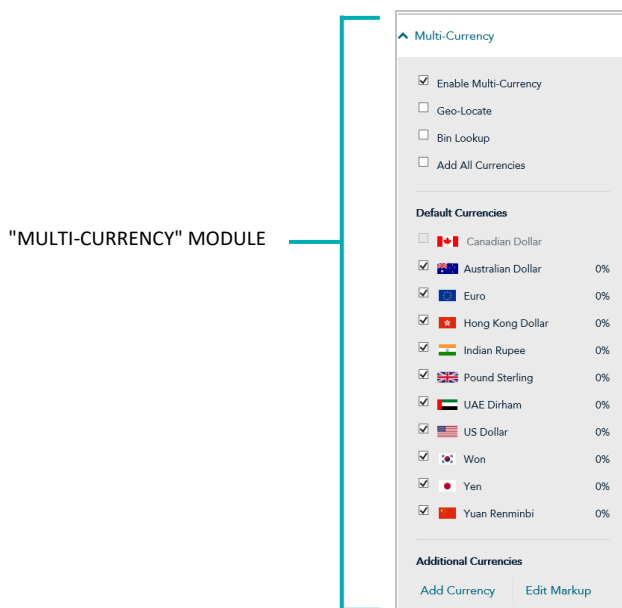 Multi-Currency
Enable Multi-Currency
Geo-Locate
Bin Lookup
Add All Currencies
"MULTI-CURRENCY" MODULE
Default Currencies
Canadian Dollar
Australian Dollar 0%
Euro 0%
Hong Kong Dollar 0%
Indian Rupee 0%
Pound Sterling 0%
UAE Dirham 0%
US Dollar 0%
Won 0%
Yen 0%
Yuan Renminbi 0%
Additional Currencies
Add Currency Edit Markup